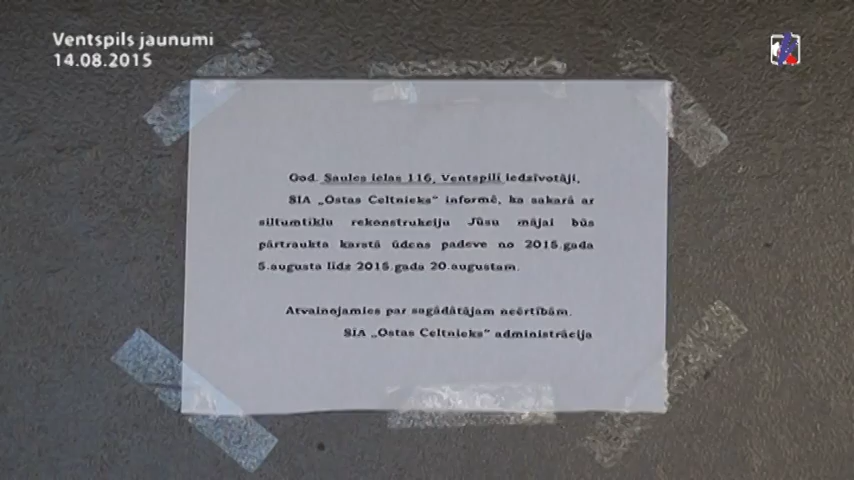 Ventspils jaunumi
14.08.2015
God. Saules ielas 116, Ventspilī iedzīvotāji,
SIA „Ostas Celtnieks” informē, ka sakarā ar
siltumtīklu rekonstrukciju Jūsu mājai būs
pārtraukta karstā ūdens padeve no 2015.gada
5.augusta līdz 2015.gada 20.augustam.
Atvainojamies par sagādātājam neērtībām.
SIA „Ostas Celtnieks” administrācija